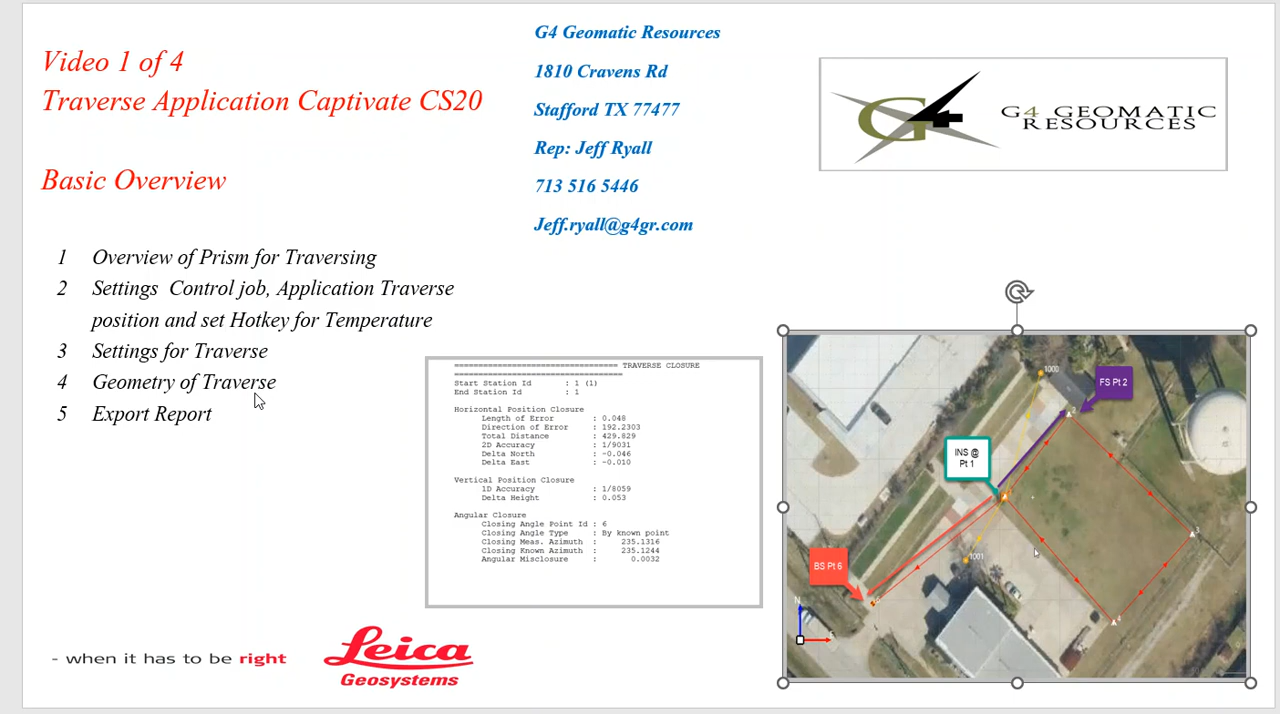 Video 1 of 4
Traverse Application Captivate CS20
Basic Overview
1 Overview of Prism for Traversing
2 Settings Control job, Application Traverse
position and set Hotkey for Temperature
3 Settings for Traverse
4 Geometry of Traverse
5 Export Report
G4 Geomatic Resources
1810 Cravens Rd
Stafford TX 77477
Rep: Jeff Ryall
713 516 5446
Jeff.ryall@g4gr.com
G4 GEOMATIC
RESOURCES
================================== TRAVERSE CLOSURE
===================================
Start Station Id : 1 (1)
End Station Id : 1
Horizontal Position Closure
Length of Error : 0.048
Direction of Error : 192.2303
Total Distance : 429.829
2D Accuracy : 1/9031
Delta North : -0.046
Delta East : -0.010
Vertical Position Closure
1D Accuracy : 1/8059
Delta Height : 0.053
Angular Closure
Closing Angle Point Id : 6
Closing Angle Type : By known point
Closing Meas. Azimuth : 235.1316
Closing Known Azimuth : 235.1244
Angular Misclosure : 0.0032
1000
FS Pt 2
2
INS @
Pt 1
3
1001
BS Pt 6
4
N
- when it has to be right
Leica
Geosystems